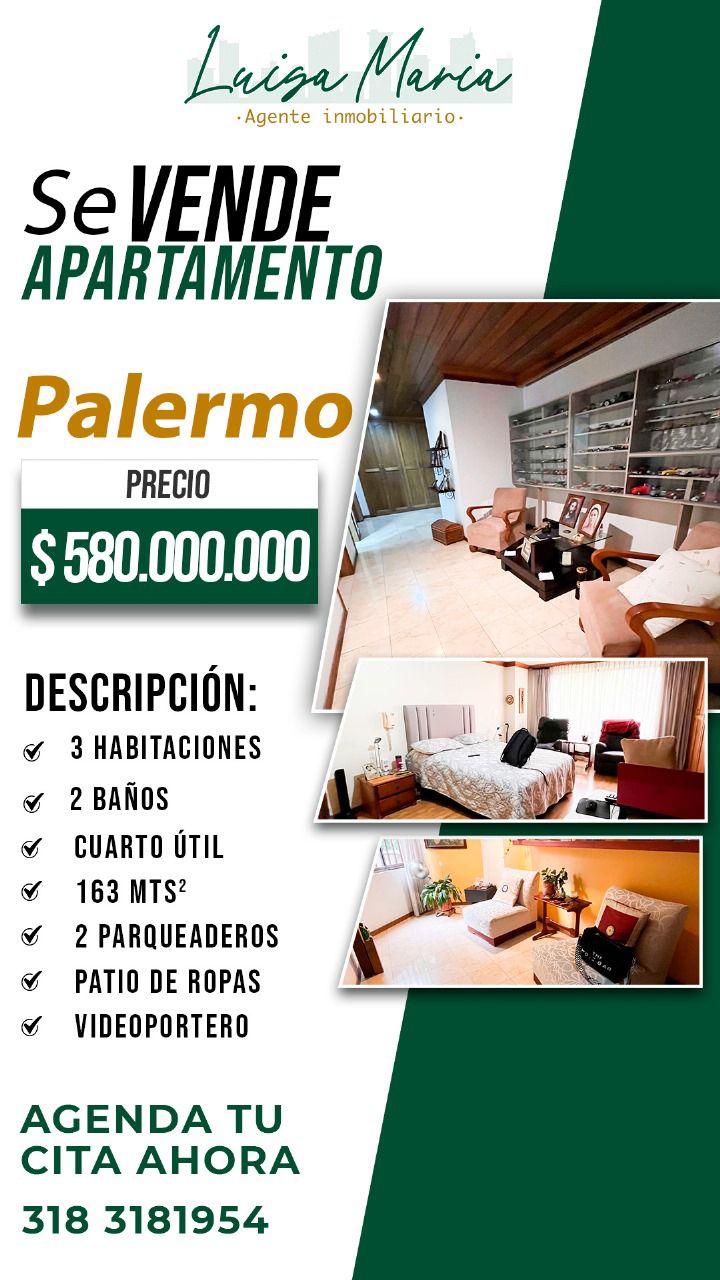 Luisa Maria
·Agente inmobiliario·
Se VENDE
APARTAMENTO
Palermo
PRECIO
$ 580.000.000
DESCRIPCIÓN:
3 HABITACIONES
2 BAÑOS
CUARTO ÚTIL
163 MTS²
2 PARQUEADEROS
PATIO DE ROPAS
VIDEOPORTERO
AGENDA TU
CITA AHORA
318 3181954